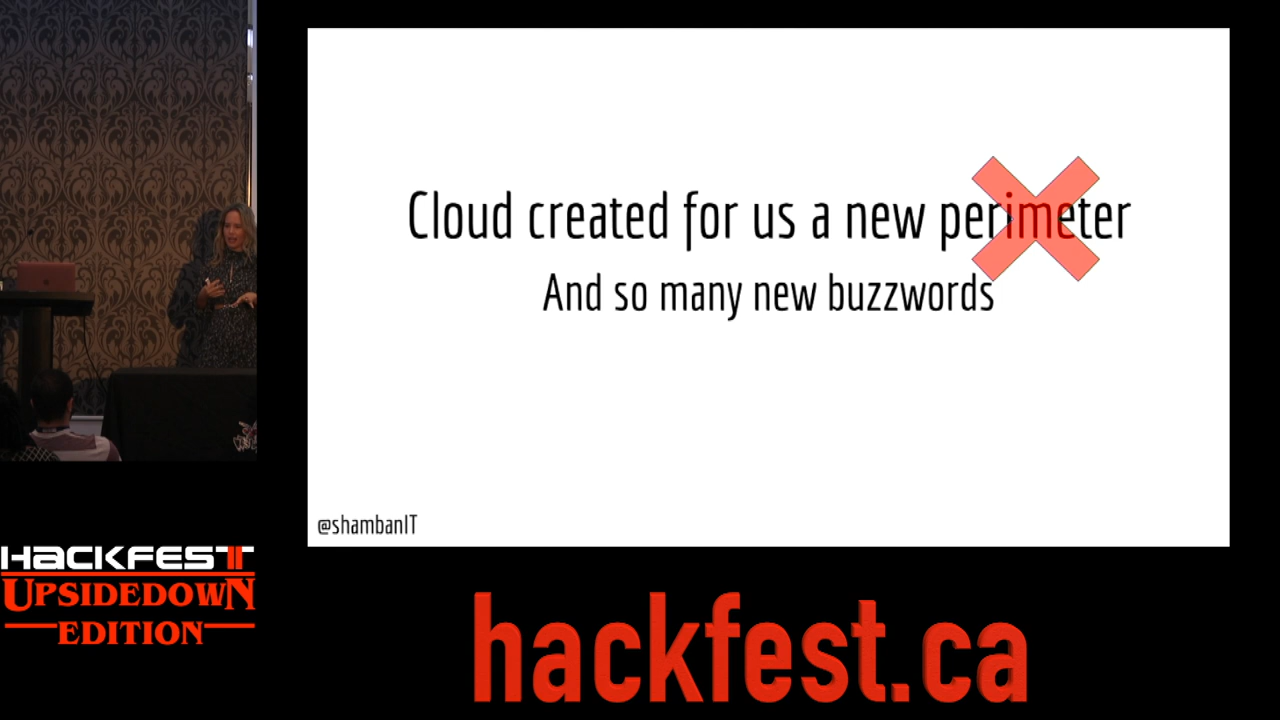 Cloud created for us a new perimeter
And so many new buzzwords
@shambanIT
HACKFEST
UPSIDEDOWN
EDITION
hackfest.ca